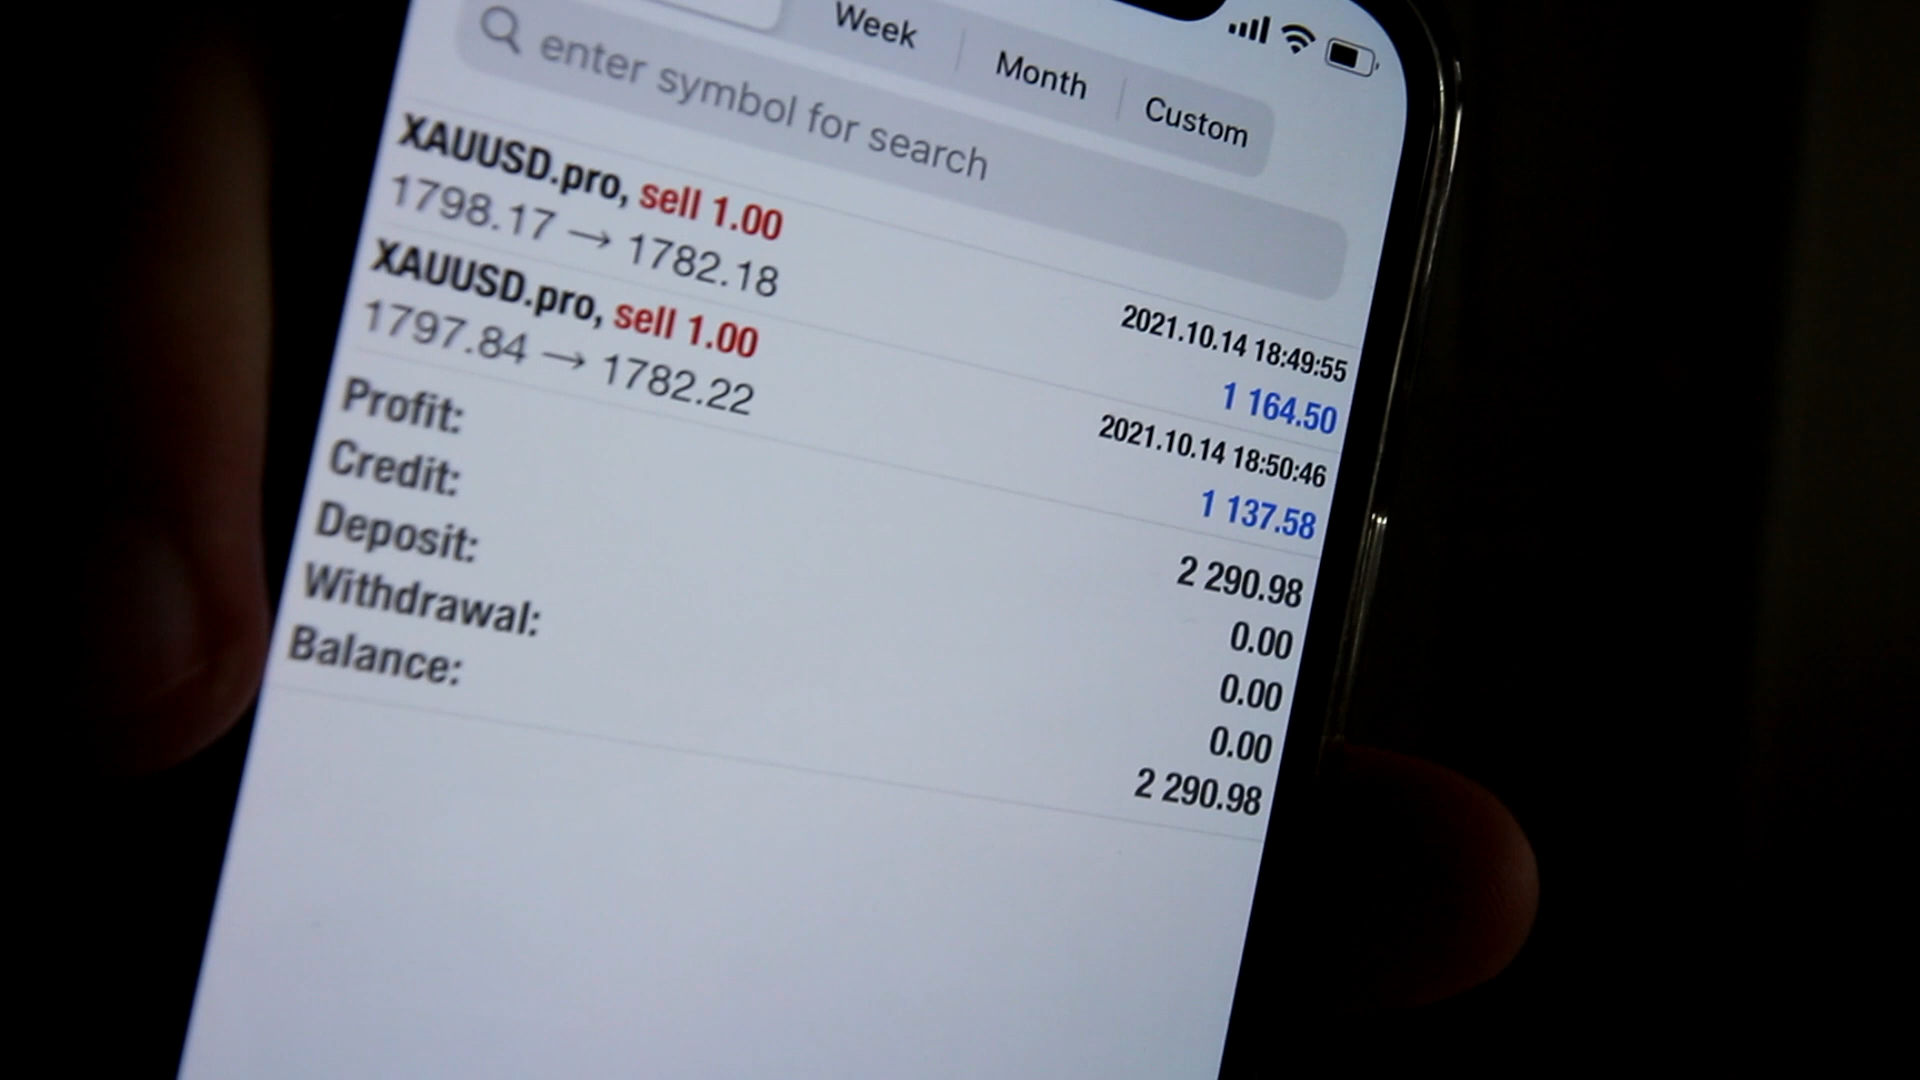 Week Month Custom
enter symbol for search
XAUUSD.pro, sell 1.00 2021.10.14 18:49:55
1798.17 → 1782.18 1 164.50
XAUUSD.pro, sell 1.00 2021.10.14 18:50:46
1797.84 → 1782.22 1 137.58
Profit: 2 290.98
Credit: 0.00
Deposit: 0.00
Withdrawal: 0.00
Balance: 2 290.98